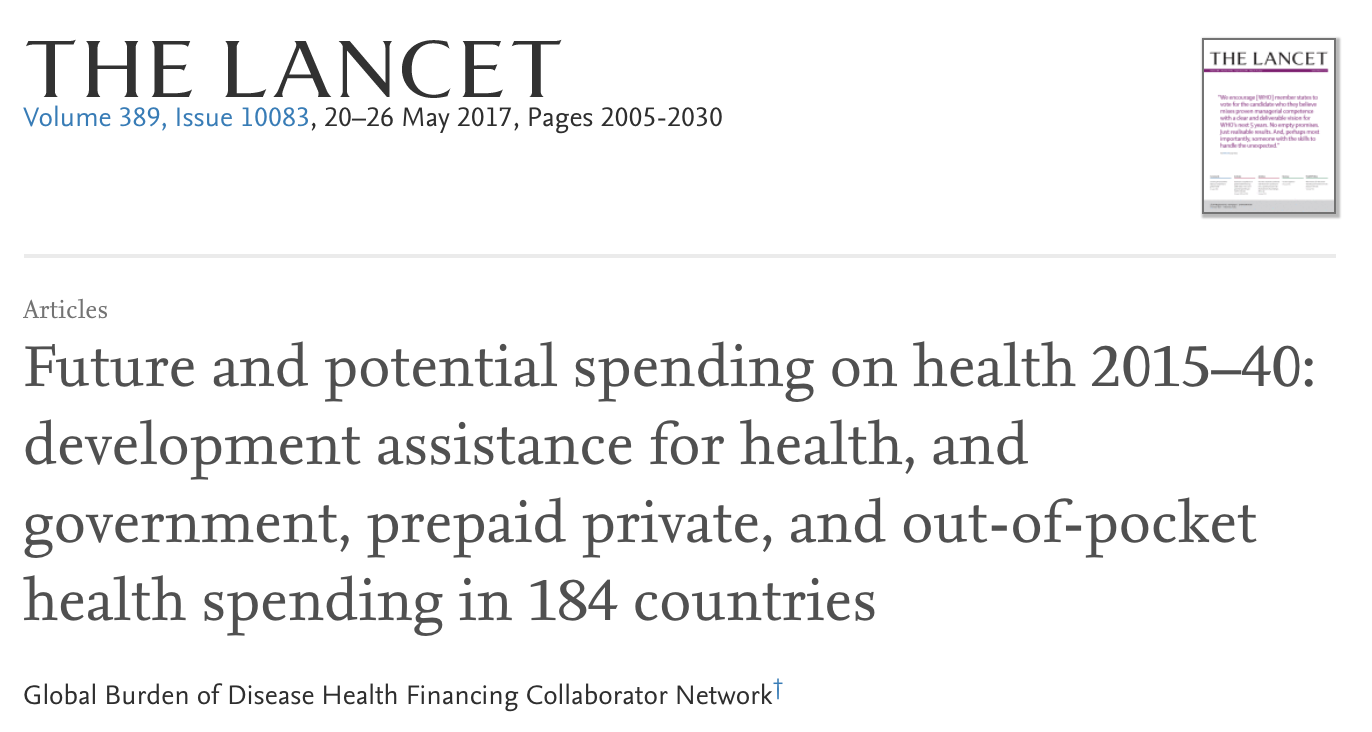 THE LANCET
Volume 389, Issue 10083, 20–26 May 2017, Pages 2005-2030
THE LANCET
"We encourage [WHO] member states to
vote for the candidate who they believe
mixes proven managerial competence
with a clear and deliverable vision for
WHO's next 5 years. No empty promises.
Just realisable results. And, perhaps most
importantly, someone with the skills to
handle the unexpected."
Articles
Future and potential spending on health 2015–40:
development assistance for health, and
government, prepaid private, and out-of-pocket
health spending in 184 countries
Global Burden of Disease Health Financing Collaborator Network†